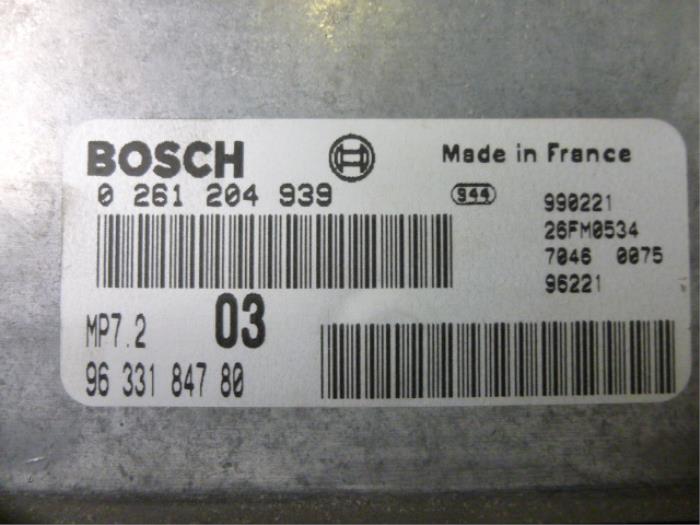 BOSCH
Made in France
0 261 204 939
944
990221
26FM0534
7046 0075
96221
MP7.2
03
96 331 847 80